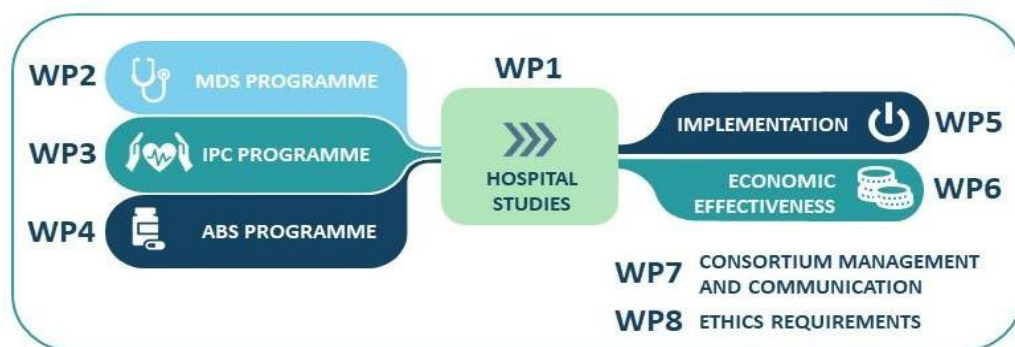 WP2
MDS PROGRAMME
WP3
IPC PROGRAMME
WP4
ABS PROGRAMME
WP1
HOSPITAL
STUDIES
IMPLEMENTATION
WP5
ECONOMIC
EFFECTIVENESS
WP6
WP7
CONSORTIUM MANAGEMENT
AND COMMUNICATION
WP8
ETHICS REQUIREMENTS